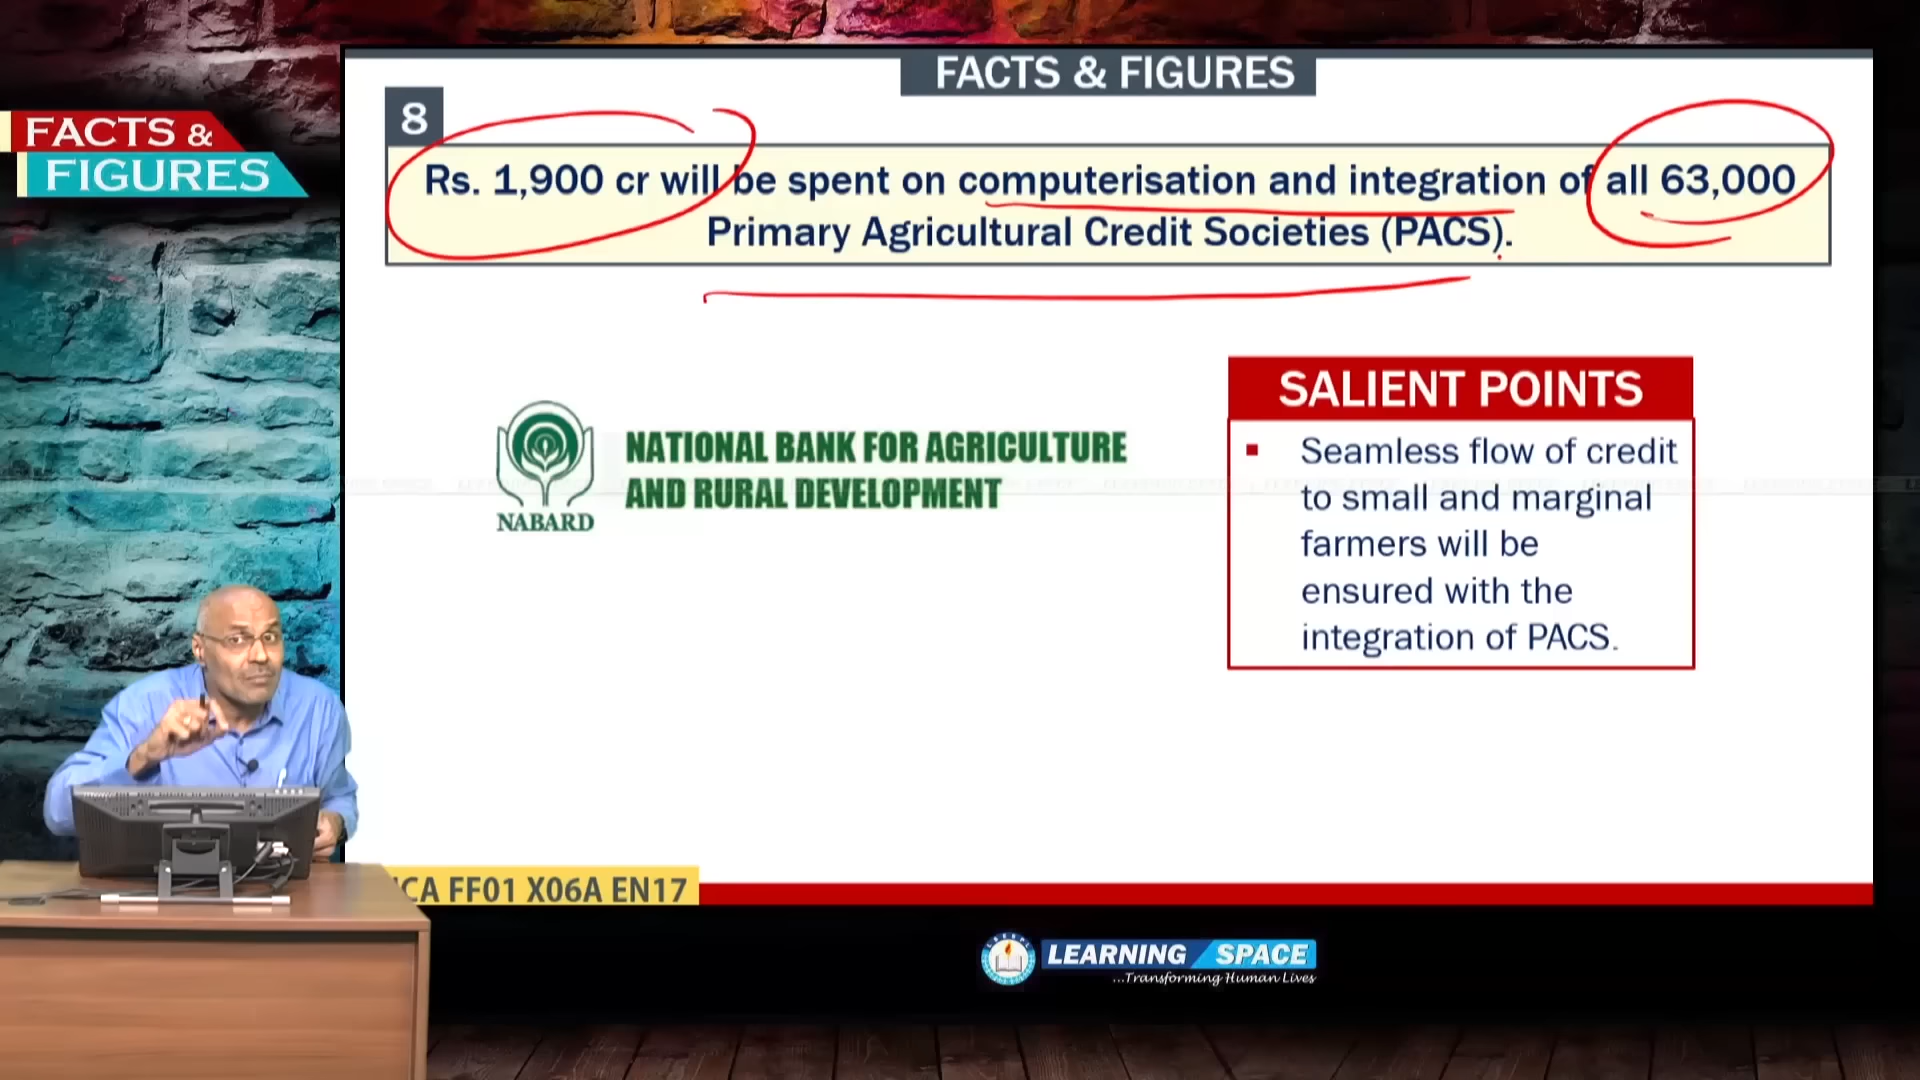 FACTS & FIGURES
8
FACTS &
FIGURES
Rs. 1,900 cr will be spent on computerisation and integration of all 63,000
Primary Agricultural Credit Societies (PACS).
NATIONAL BANK FOR AGRICULTURE
AND RURAL DEVELOPMENT
NABARD
SALIENT POINTS
▪ Seamless flow of credit
to small and marginal
farmers will be
ensured with the
integration of PACS.
CA FF01 X06A EN17
LEARNING SPACE
...Transforming Human Lives